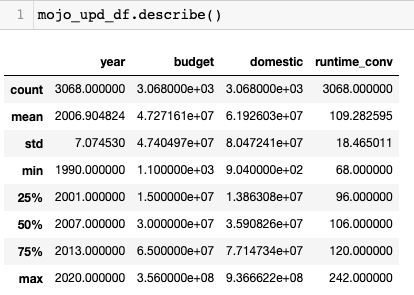 1 mojo_upd_df.describe()
year budget domestic runtime_conv
count 3068.000000 3.068000e+03 3.068000e+03 3068.000000
mean 2006.904824 4.727161e+07 6.192603e+07 109.282595
std 7.074530 4.740497e+07 8.047241e+07 18.465011
min 1990.000000 1.100000e+03 9.040000e+02 68.000000
25% 2001.000000 1.500000e+07 1.386308e+07 96.000000
50% 2007.000000 3.000000e+07 3.590826e+07 106.000000
75% 2013.000000 6.500000e+07 7.714734e+07 120.000000
max 2020.000000 3.560000e+08 9.366622e+08 242.000000